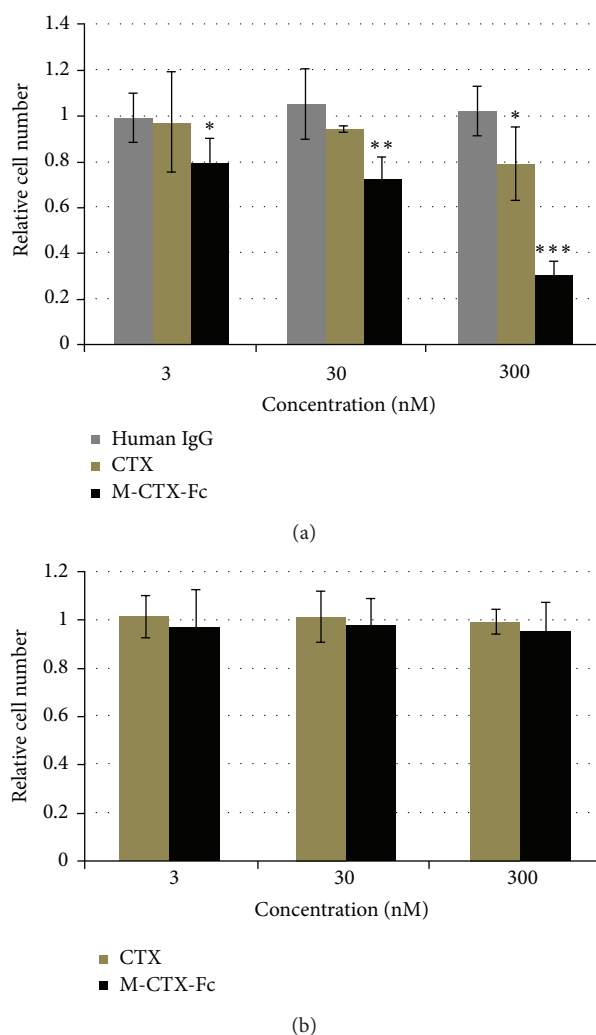 1.4
1.2
1
0.8
0.6
0.4
0.2
0
Relative cell number
*
**
*
***
3 30 300
Concentration (nM)
Human IgG
CTX
M-CTX-Fc
(a)
1.2
1
0.8
0.6
0.4
0.2
0
Relative cell number
3 30 300
Concentration (nM)
CTX
M-CTX-Fc
(b)